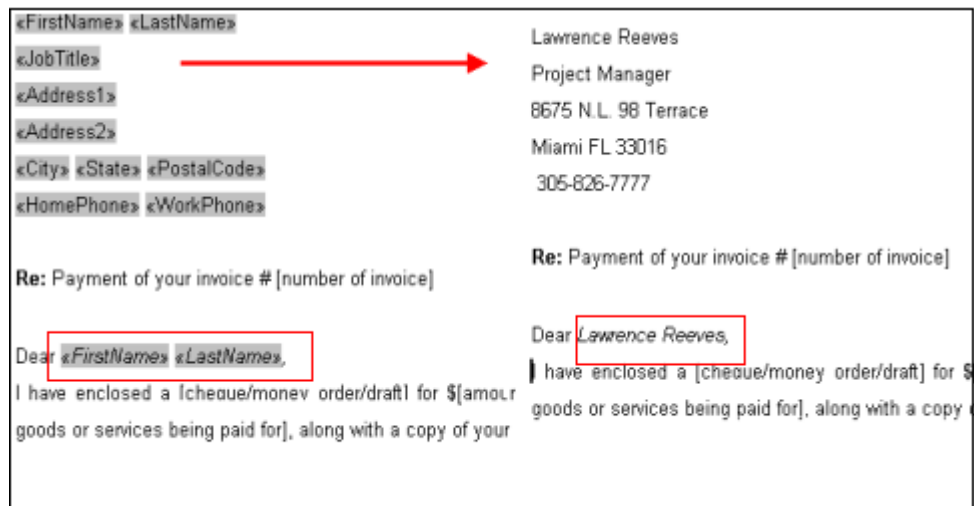 «FirstName» «LastName»
«JobTitle»
«Address1»
«Address2»
«City» «State» «PostalCode»
«HomePhone» «WorkPhone»
Re: Payment of your invoice # [number of invoice]
Dear «FirstName» «LastName»,
I have enclosed a [cheque/money order/draft] for $[amour
goods or services being paid for], along with a copy of your
Lawrence Reeves
Project Manager
8675 N.L. 98 Terrace
Miami FL 33016
305-826-7777
Re: Payment of your invoice # [number of invoice]
Dear Lawrence Reeves,
I have enclosed a [cheque/money order/draft] for $
goods or services being paid for], along with a copy